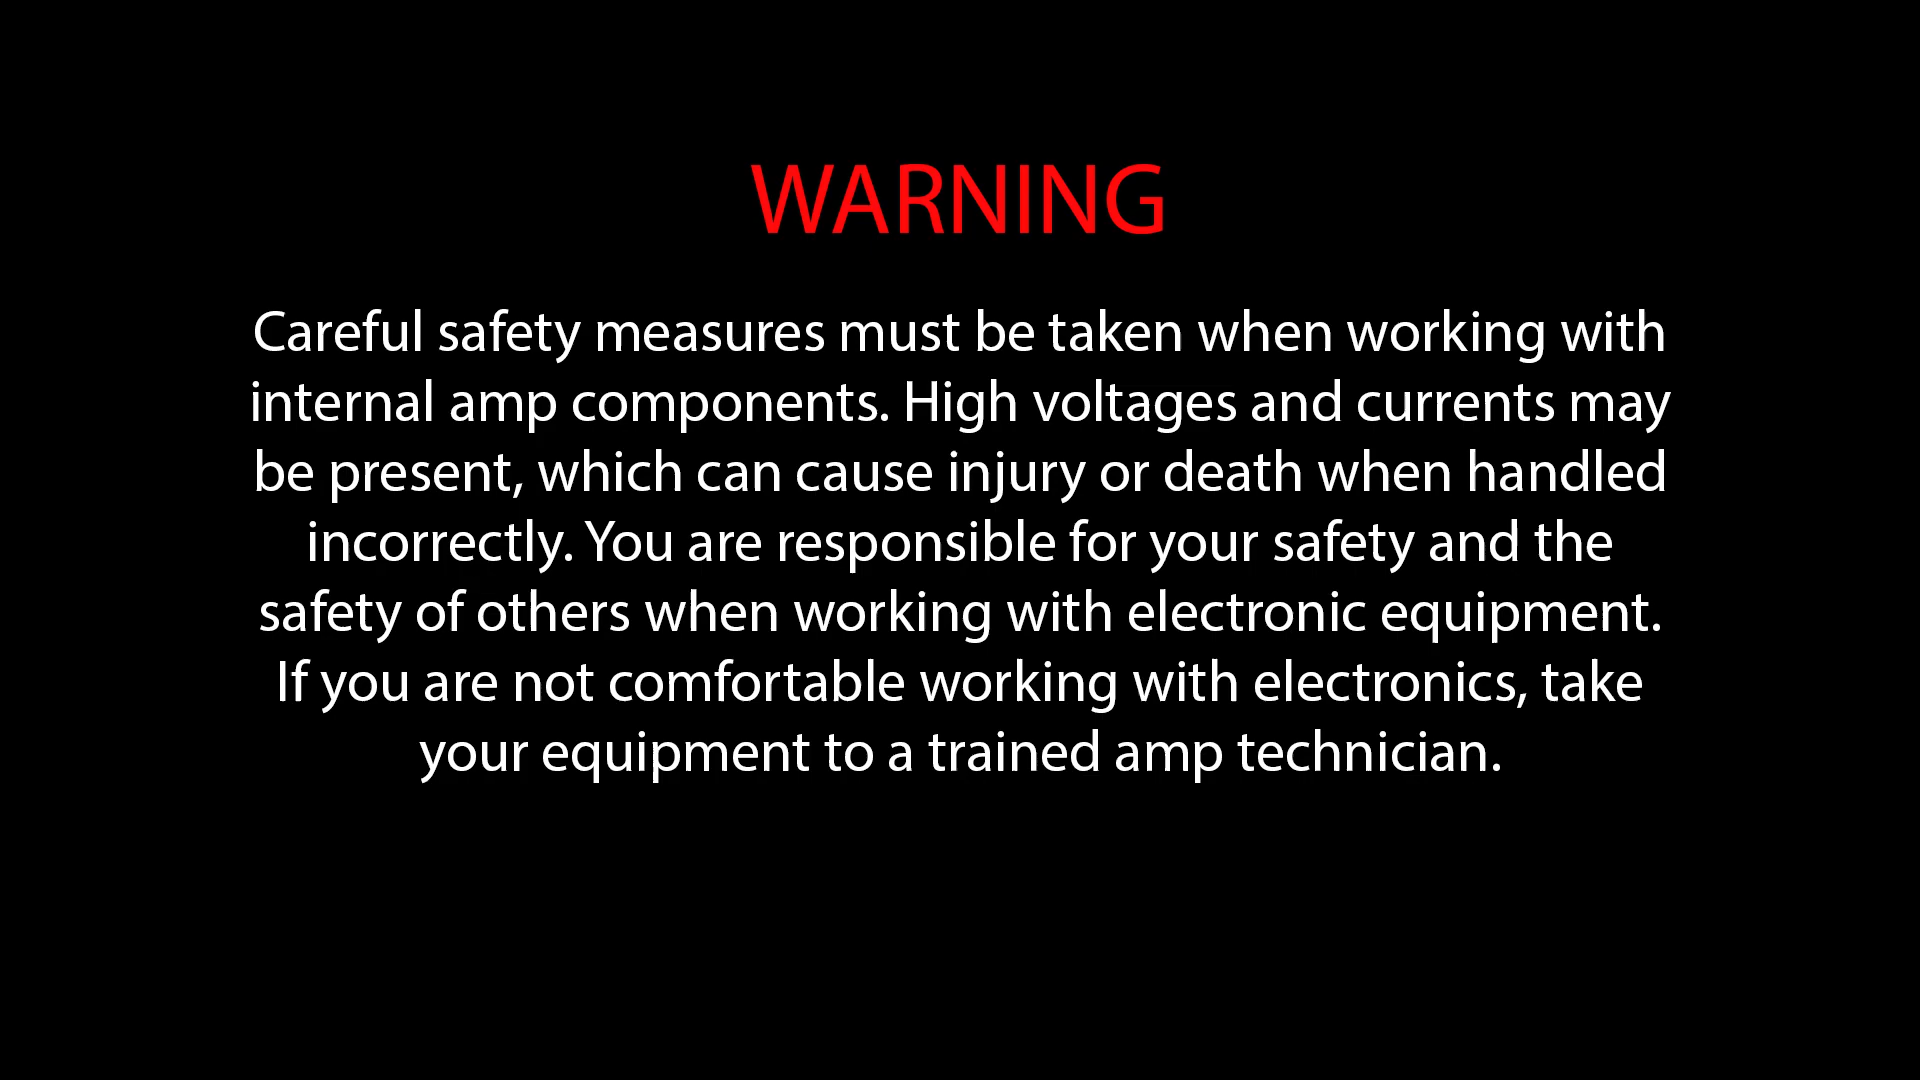 WARNING
Careful safety measures must be taken when working with
internal amp components. High voltages and currents may
be present, which can cause injury or death when handled
incorrectly. You are responsible for your safety and the
safety of others when working with electronic equipment.
If you are not comfortable working with electronics, take
your equipment to a trained amp technician.